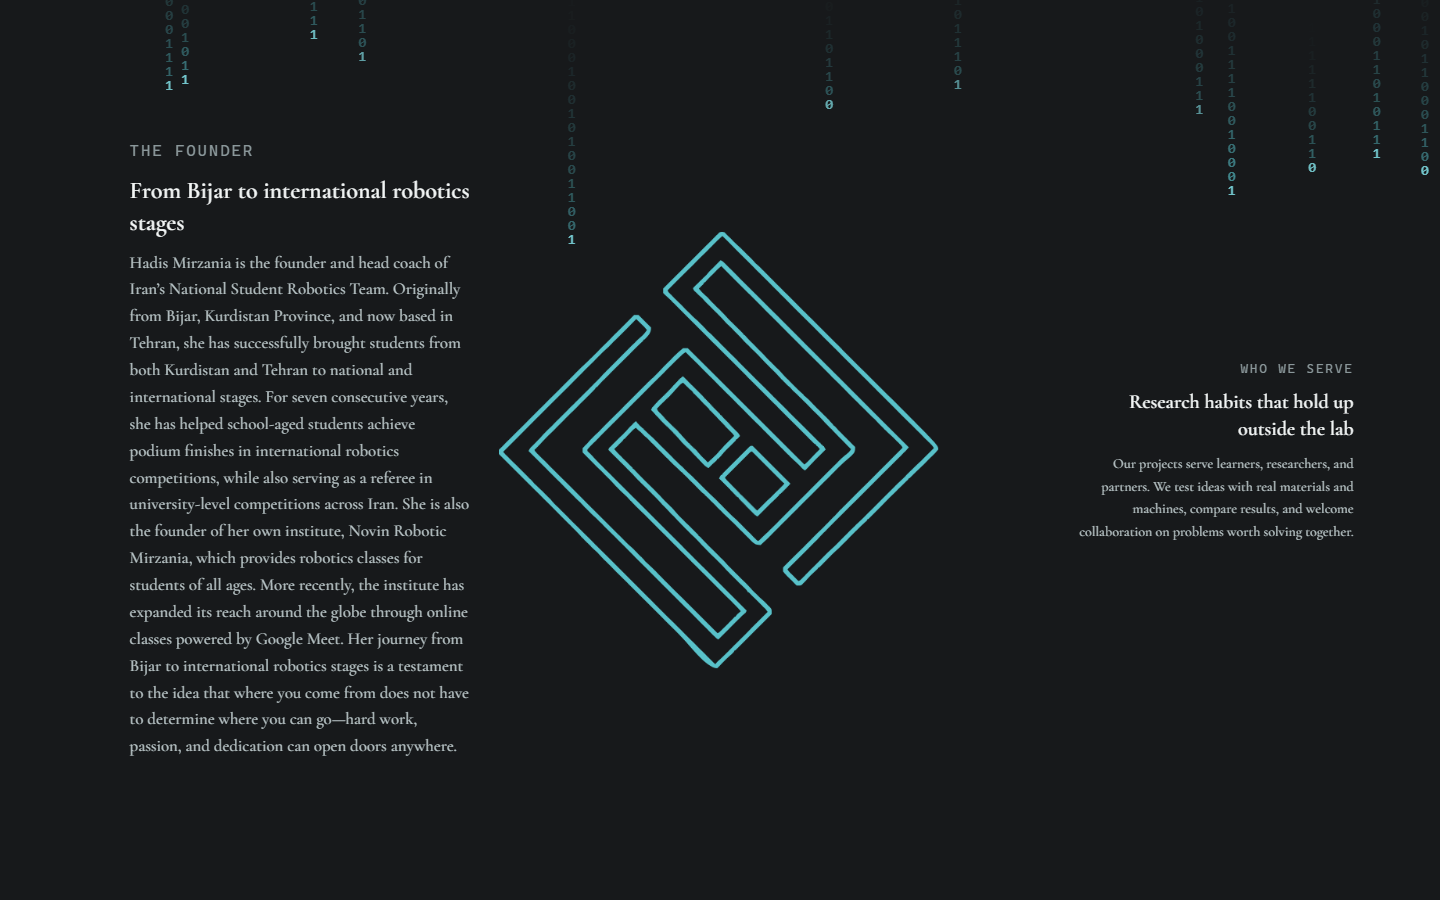 THE FOUNDER
From Bijar to international robotics
stages
Hadis Mirzania is the founder and head coach of
Iran’s National Student Robotics Team. Originally
from Bijar, Kurdistan Province, and now based in
Tehran, she has successfully brought students from
both Kurdistan and Tehran to national and
international stages. For seven consecutive years,
she has helped school-aged students achieve
podium finishes in international robotics
competitions, while also serving as a referee in
university-level competitions across Iran. She is also
the founder of her own institute, Novin Robotic
Mirzania, which provides robotics classes for
students of all ages. More recently, the institute has
expanded its reach around the globe through online
classes powered by Google Meet. Her journey from
Bijar to international robotics stages is a testament
to the idea that where you come from does not have
to determine where you can go—hard work,
passion, and dedication can open doors anywhere.
WHO WE SERVE
Research habits that hold up
outside the lab
Our projects serve learners, researchers, and
partners. We test ideas with real materials and
machines, compare results, and welcome
collaboration on problems worth solving together.